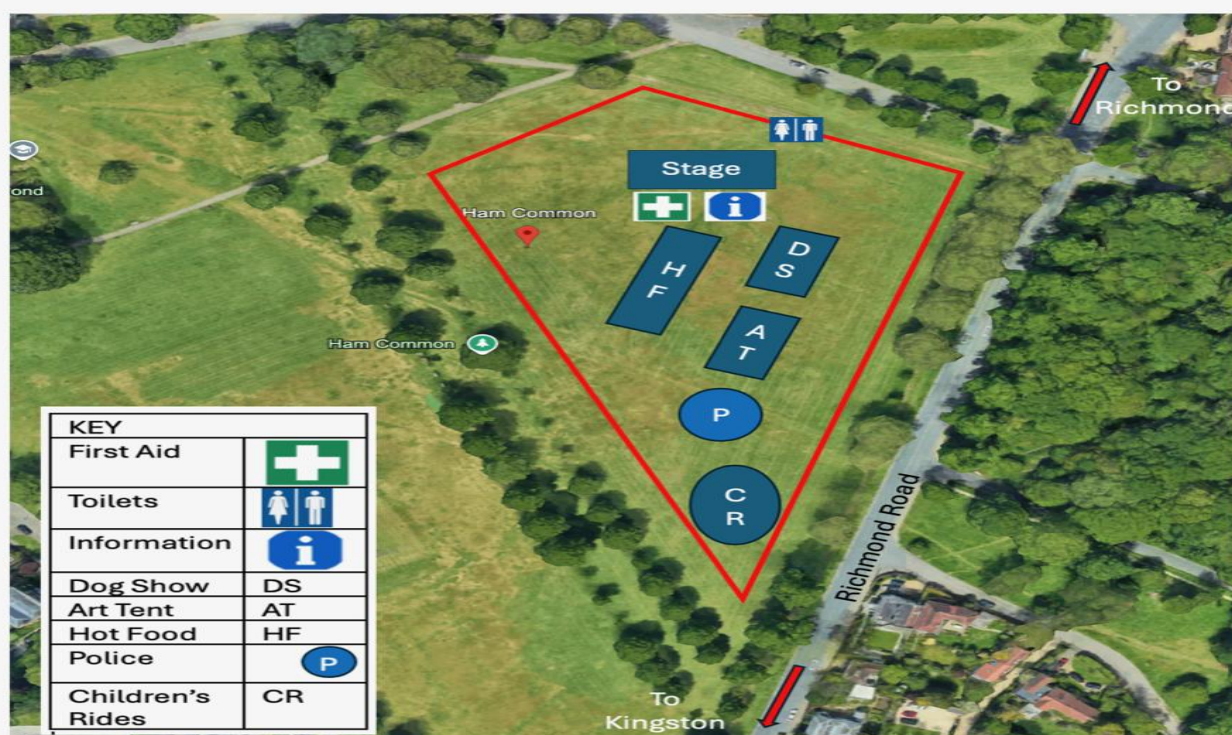 To
Richmond
ond
Stage
Ham Common
H
F
D
S
A
T
Ham Common
P
C
R
Richmond Road
To
Kingston
KEY
First Aid
Toilets
Information
Dog Show DS
Art Tent AT
Hot Food HF
Police P
Children's CR
Rides